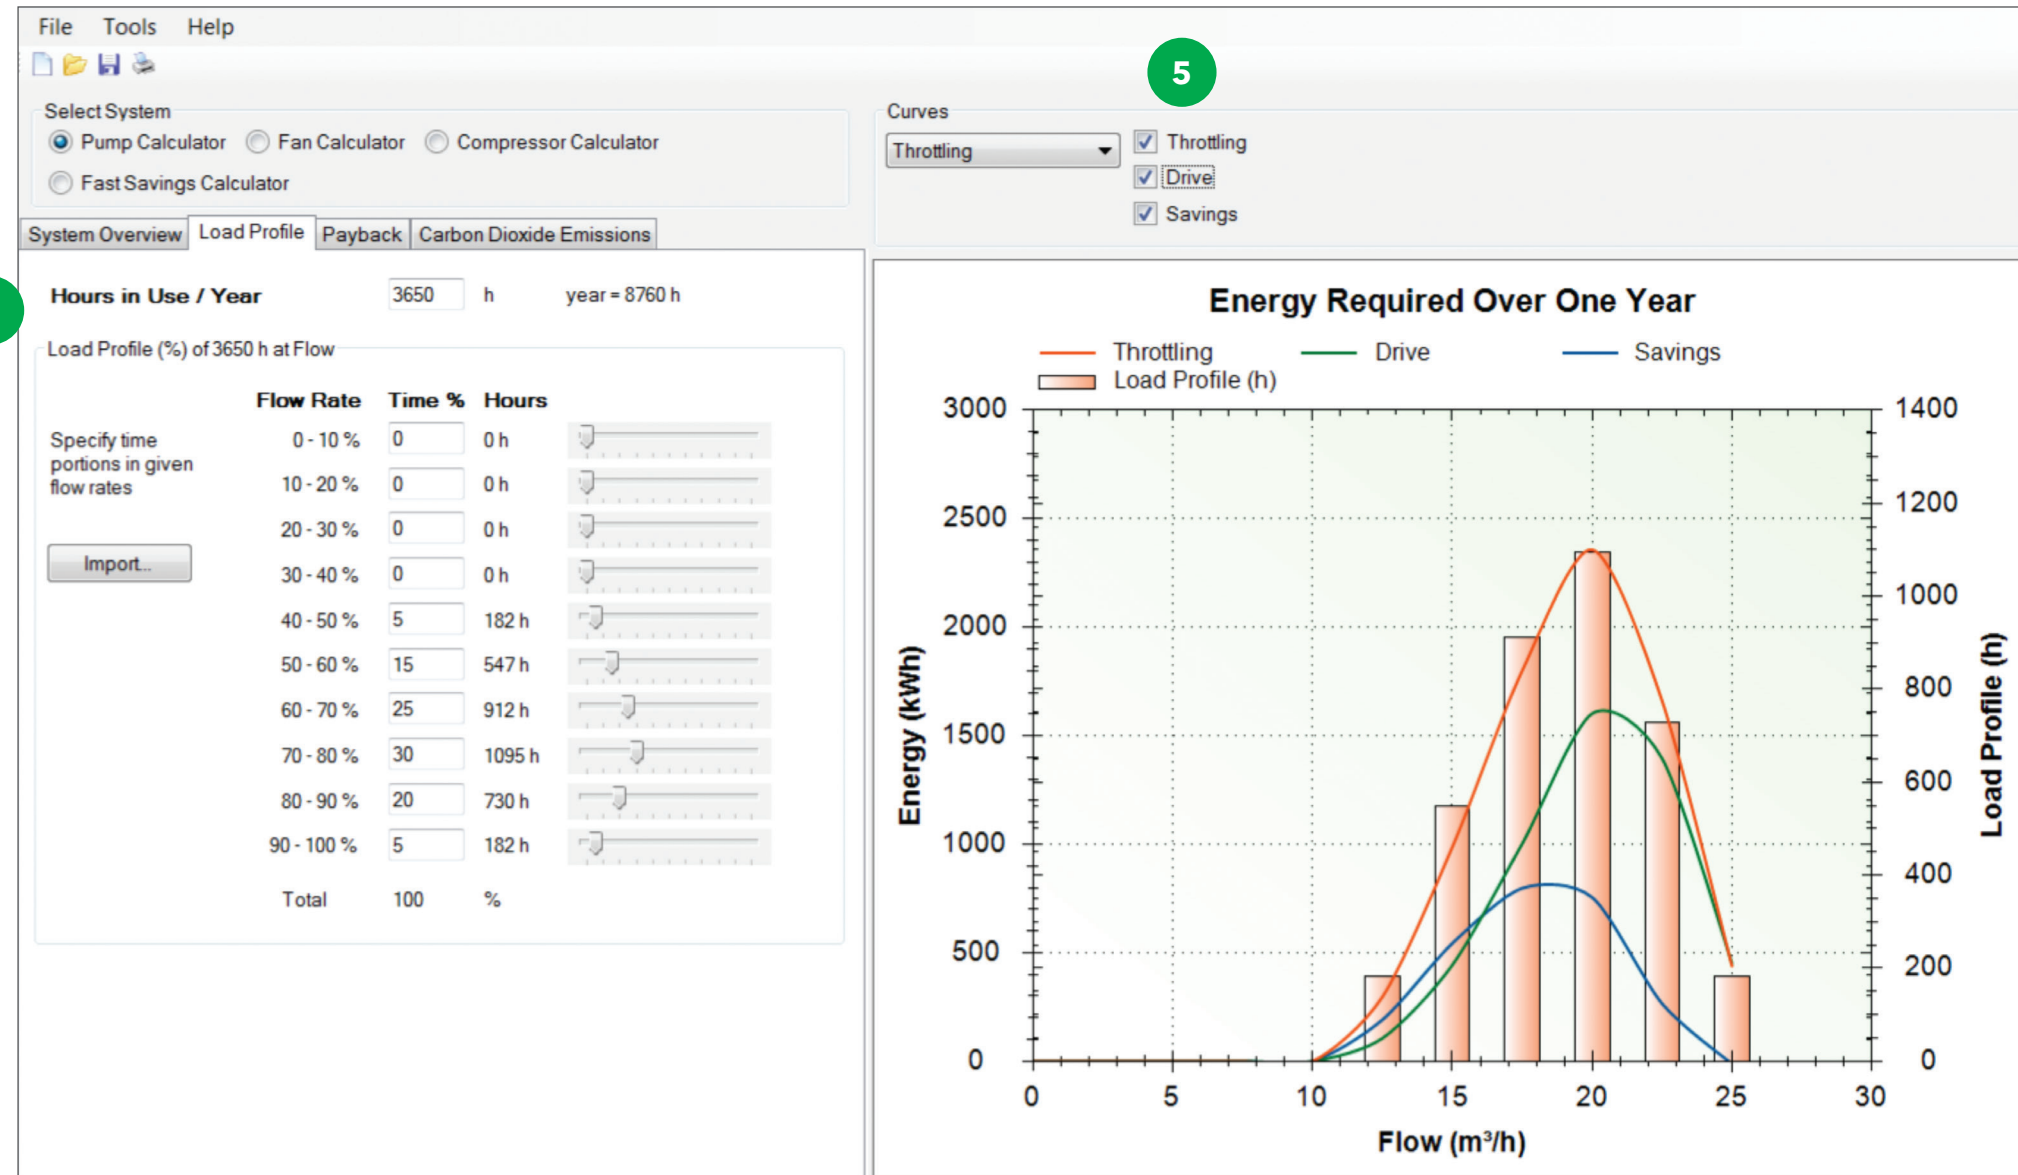 File Tools Help
5
Select System
Pump Calculator Fan Calculator Compressor Calculator
Fast Savings Calculator
Curves
Throttling
Throttling
Drive
Savings
System Overview Load Profile Payback Carbon Dioxide Emissions
Hours in Use / Year 3650 h year = 8760 h
Load Profile (%) of 3650 h at Flow
Flow Rate Time % Hours
Specify time
portions in given
flow rates
Import...
0 - 10 % 0 0 h
10 - 20 % 0 0 h
20 - 30 % 0 0 h
30 - 40 % 0 0 h
40 - 50 % 5 182 h
50 - 60 % 15 547 h
60 - 70 % 25 912 h
70 - 80 % 30 1095 h
80 - 90 % 20 730 h
90 - 100 % 5 182 h
Total 100 %
Energy Required Over One Year
Throttling Drive Savings
Load Profile (h)
3000
2500
2000
1500
1000
500
0
Energy (kWh)
1400
1200
1000
800
600
400
200
0
Load Profile (h)
0 5 10 15 20 25 30
Flow (m³/h)